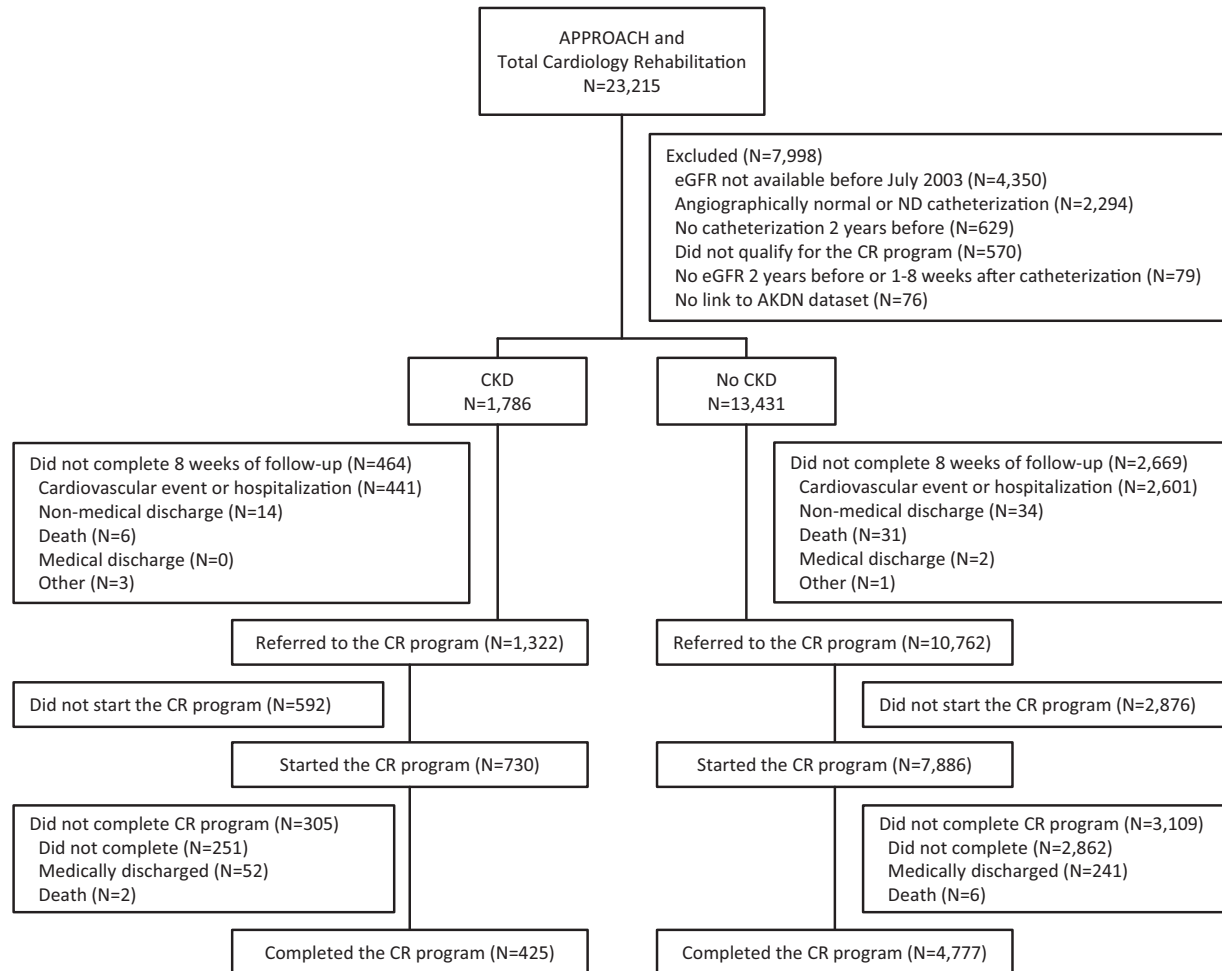 APPROACH and
Total Cardiology Rehabilitation
N=23,215
Excluded (N=7,998)
eGFR not available before July 2003 (N=4,350)
Angiographically normal or ND catheterization (N=2,294)
No catheterization 2 years before (N=629)
Did not qualify for the CR program (N=570)
No eGFR 2 years before or 1-8 weeks after catheterization (N=79)
No link to AKDN dataset (N=76)
CKD
N=1,786
No CKD
N=13,431
Did not complete 8 weeks of follow-up (N=464)
Cardiovascular event or hospitalization (N=441)
Non-medical discharge (N=14)
Death (N=6)
Medical discharge (N=0)
Other (N=3)
Did not complete 8 weeks of follow-up (N=2,669)
Cardiovascular event or hospitalization (N=2,601)
Non-medical discharge (N=34)
Death (N=31)
Medical discharge (N=2)
Other (N=1)
Referred to the CR program (N=1,322)
Referred to the CR program (N=10,762)
Did not start the CR program (N=592)
Did not start the CR program (N=2,876)
Started the CR program (N=730)
Started the CR program (N=7,886)
Did not complete CR program (N=305)
Did not complete (N=251)
Medically discharged (N=52)
Death (N=2)
Did not complete CR program (N=3,109)
Did not complete (N=2,862)
Medically discharged (N=241)
Death (N=6)
Completed the CR program (N=425)
Completed the CR program (N=4,777)